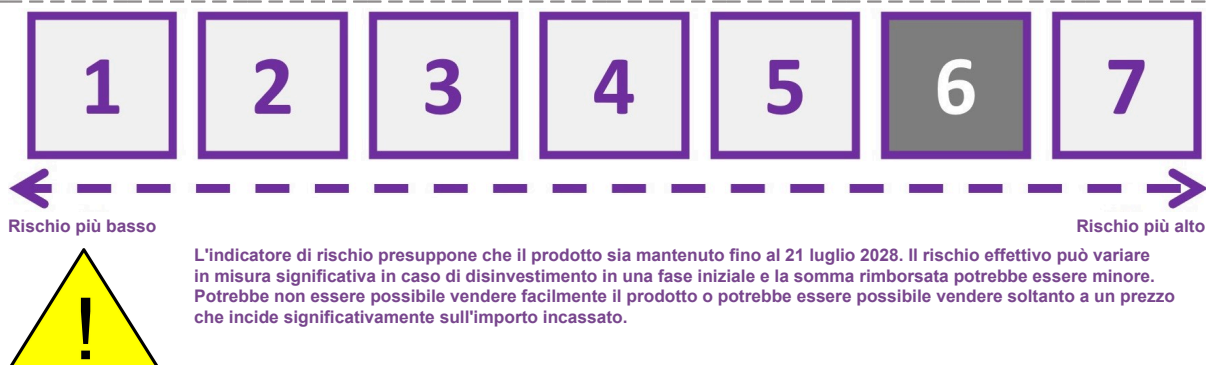 1 2 3 4 5 6 7
Rischio più basso Rischio più alto
L'indicatore di rischio presuppone che il prodotto sia mantenuto fino al 21 luglio 2028. Il rischio effettivo può variare
in misura significativa in caso di disinvestimento in una fase iniziale e la somma rimborsata potrebbe essere minore.
Potrebbe non essere possibile vendere facilmente il prodotto o potrebbe essere possibile vendere soltanto a un prezzo
che incide significativamente sull'importo incassato.
!